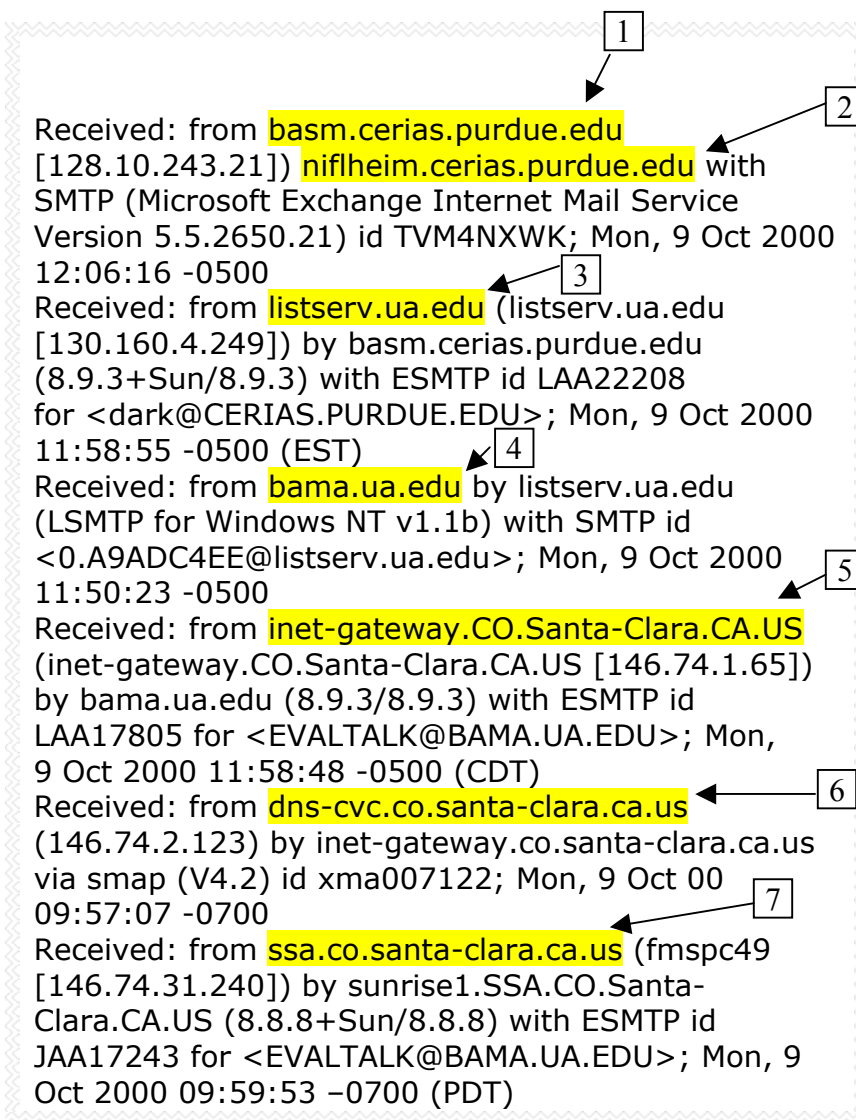 1
Received: from basm.cerias.purdue.edu
2
[128.10.243.21]) niflheim.cerias.purdue.edu with
SMTP (Microsoft Exchange Internet Mail Service
Version 5.5.2650.21) id TVM4NXWK; Mon, 9 Oct 2000
12:06:16 -0500
3
Received: from listserv.ua.edu (listserv.ua.edu
[130.160.4.249]) by basm.cerias.purdue.edu
(8.9.3+Sun/8.9.3) with ESMTP id LAA22208
for <dark@CERIAS.PURDUE.EDU>; Mon, 9 Oct 2000
11:58:55 -0500 (EST)
4
Received: from bama.ua.edu by listserv.ua.edu
(LSMTP for Windows NT v1.1b) with SMTP id
<0.A9ADC4EE@listserv.ua.edu>; Mon, 9 Oct 2000
11:50:23 -0500
5
Received: from inet-gateway.CO.Santa-Clara.CA.US
(inet-gateway.CO.Santa-Clara.CA.US [146.74.1.65])
by bama.ua.edu (8.9.3/8.9.3) with ESMTP id
LAA17805 for <EVALTALK@BAMA.UA.EDU>; Mon,
9 Oct 2000 11:58:48 -0500 (CDT)
6
Received: from dns-cvc.co.santa-clara.ca.us
(146.74.2.123) by inet-gateway.co.santa-clara.ca.us
via smap (V4.2) id xma007122; Mon, 9 Oct 00
09:57:07 -0700
7
Received: from ssa.co.santa-clara.ca.us (fmspc49
[146.74.31.240]) by sunrise1.SSA.CO.Santa-
Clara.CA.US (8.8.8+Sun/8.8.8) with ESMTP id
JAA17243 for <EVALTALK@BAMA.UA.EDU>; Mon, 9
Oct 2000 09:59:53 –0700 (PDT)